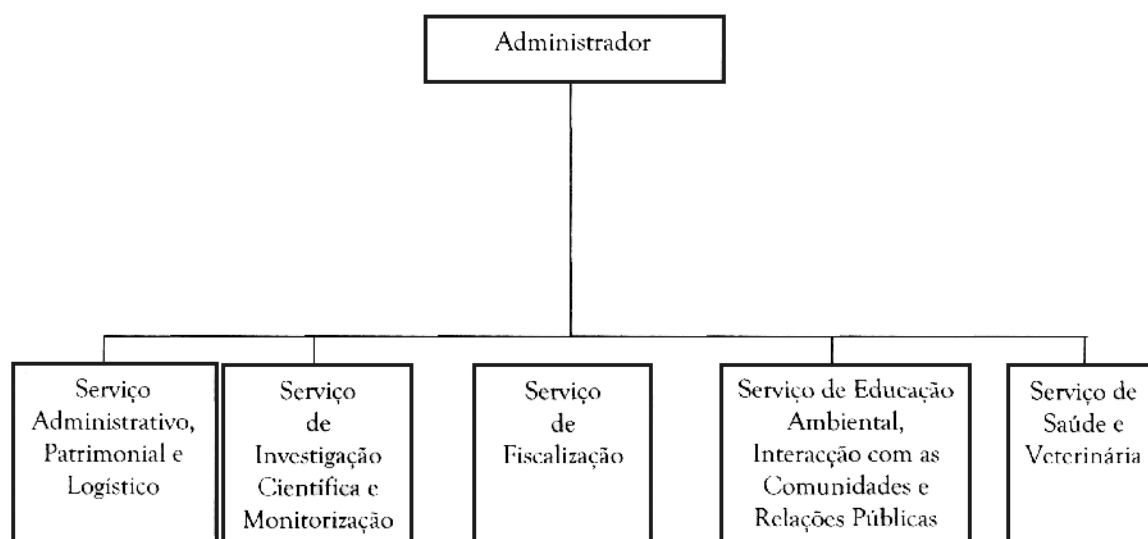 Administrador
Serviço
Administrativo,
Patrimonial e
Logístico
Serviço
de
Investigação
Científica e
Monitorização
Serviço
de
Fiscalização
Serviço de Educação
Ambiental,
Interacção com as
Comunidades e
Relações Públicas
Serviço de
Saúde e
Veterinária